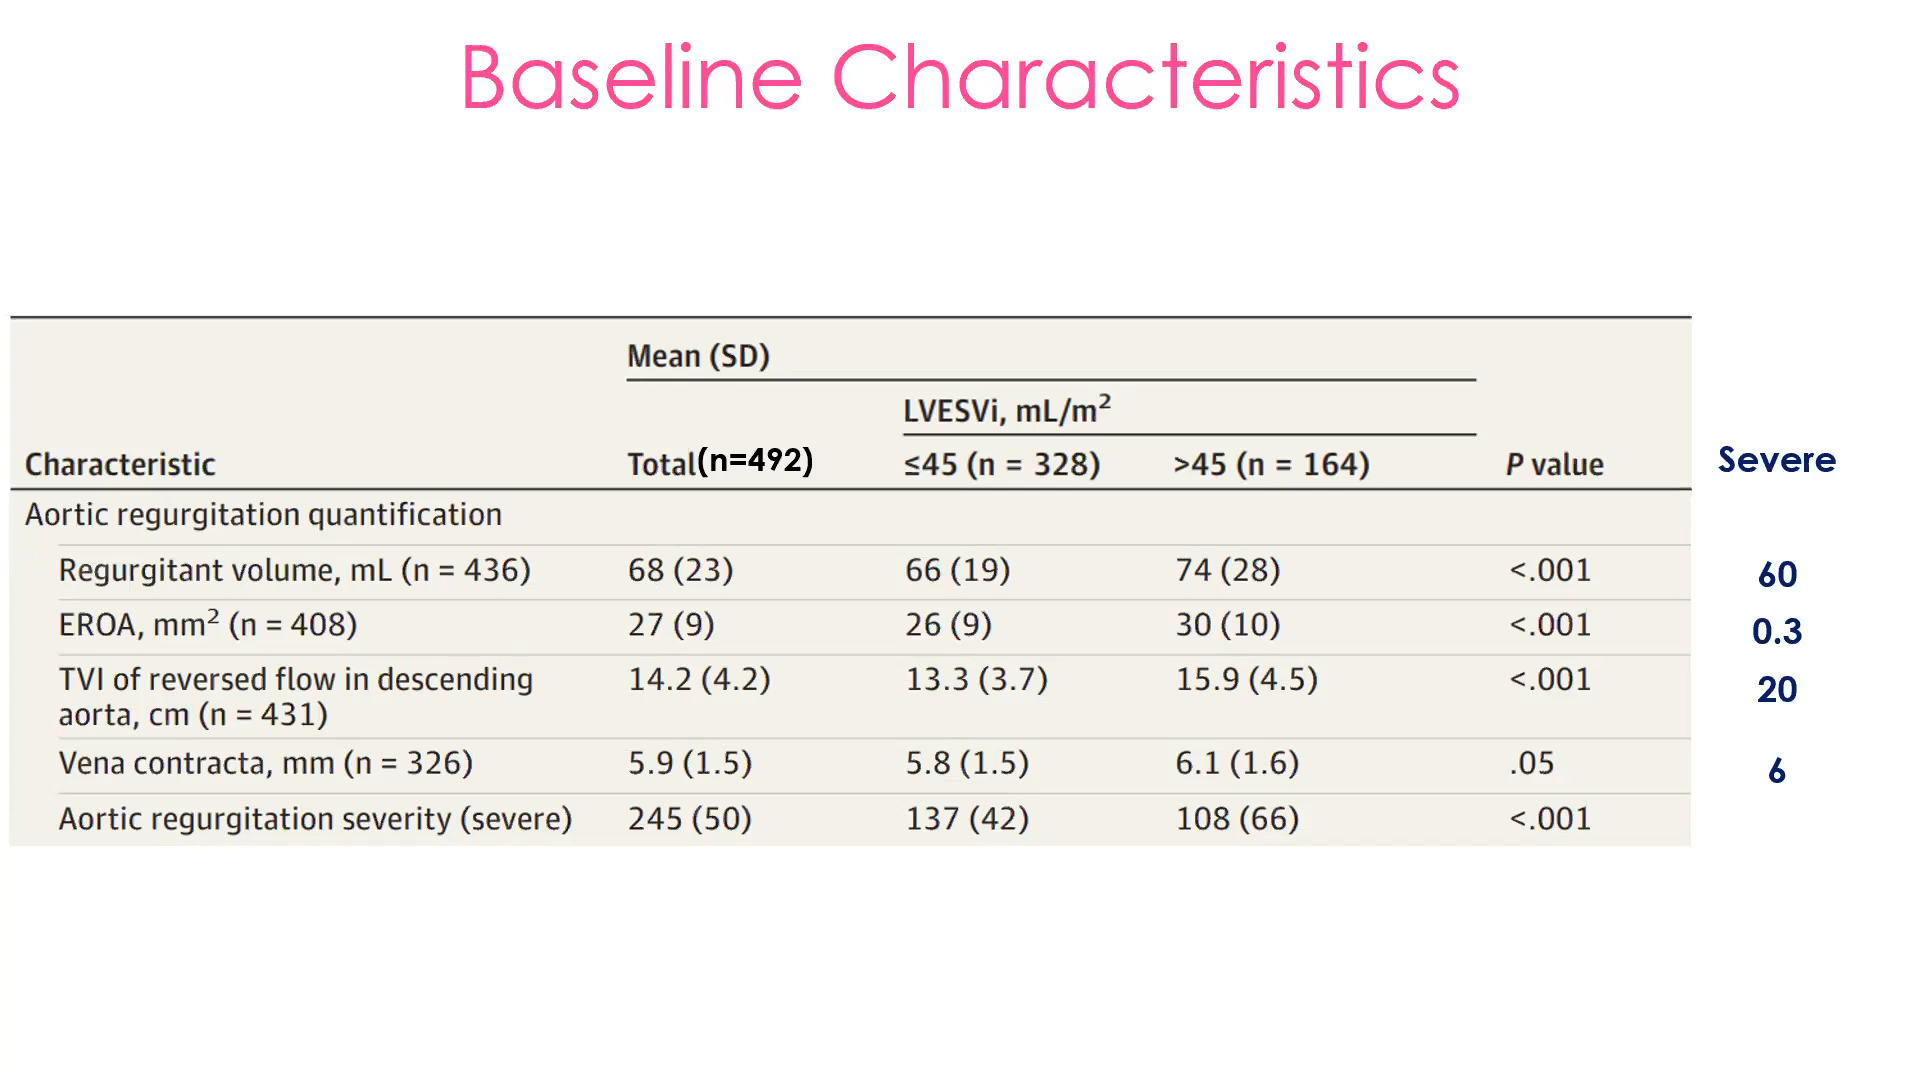 Baseline Characteristics
Mean (SD)
LVESVi, mL/m²
Characteristic Total(n=492) ≤45 (n = 328) >45 (n = 164) P value Severe
Aortic regurgitation quantification
Regurgitant volume, mL (n = 436) 68 (23) 66 (19) 74 (28) <.001 60
EROA, mm² (n = 408) 27 (9) 26 (9) 30 (10) <.001 0.3
TVI of reversed flow in descending 14.2 (4.2) 13.3 (3.7) 15.9 (4.5) <.001 20
aorta, cm (n = 431)
Vena contracta, mm (n = 326) 5.9 (1.5) 5.8 (1.5) 6.1 (1.6) .05 6
Aortic regurgitation severity (severe) 245 (50) 137 (42) 108 (66) <.001